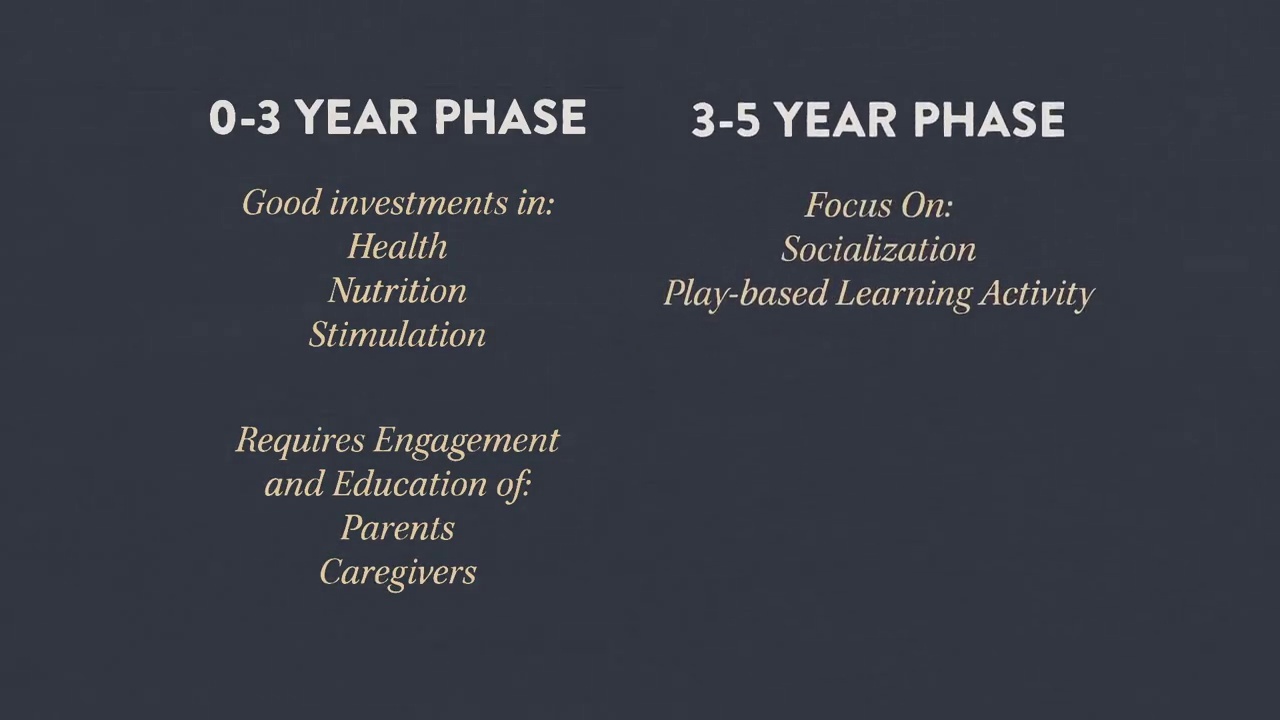 0-3 YEAR PHASE
Good investments in:
Health
Nutrition
Stimulation
Requires Engagement
and Education of:
Parents
Caregivers
3-5 YEAR PHASE
Focus On:
Socialization
Play-based Learning Activity